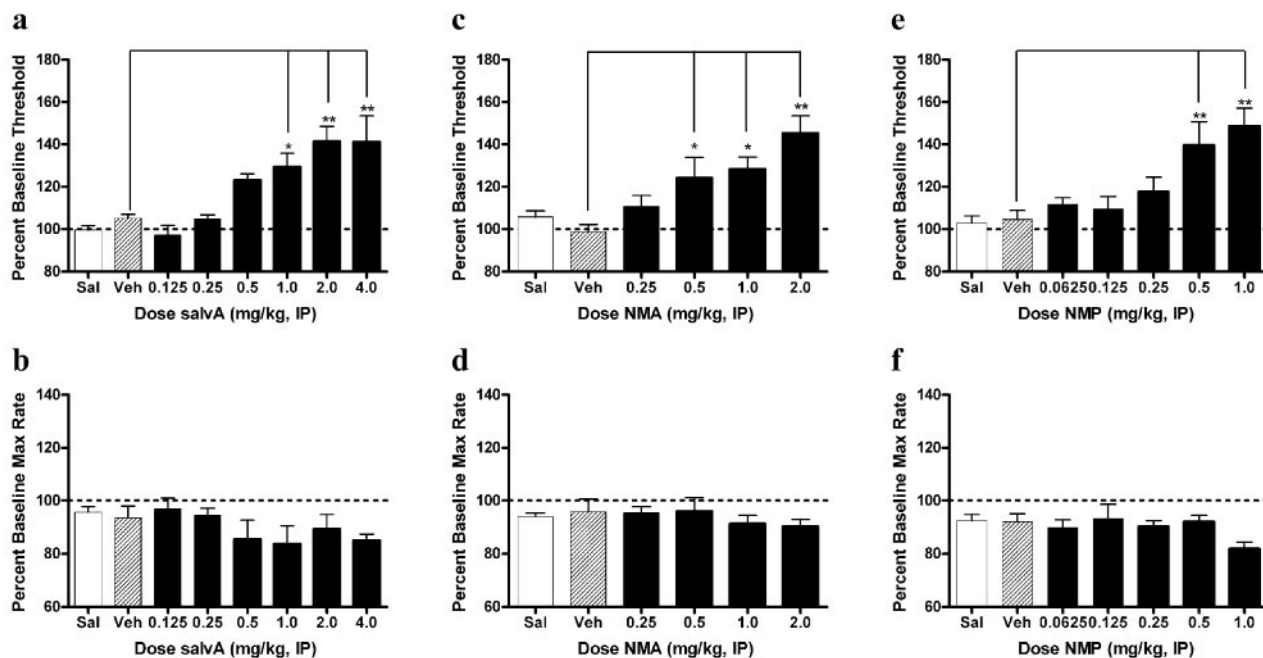 a
Percent Baseline Threshold
180
160
140
120
100
80
*
**
**
Sal Veh 0.125 0.25 0.5 1.0 2.0 4.0
Dose salvA (mg/kg, IP)
c
Percent Baseline Threshold
180
160
140
120
100
80
*
*
**
Sal Veh 0.25 0.5 1.0 2.0
Dose NMA (mg/kg, IP)
e
Percent Baseline Threshold
180
160
140
120
100
80
**
**
Sal Veh 0.0625 0.125 0.25 0.5 1.0
Dose NMP (mg/kg, IP)
b
Percent Baseline Max Rate
140
120
100
80
60
Sal Veh 0.125 0.25 0.5 1.0 2.0 4.0
Dose salvA (mg/kg, IP)
d
Percent Baseline Max Rate
140
120
100
80
60
Sal Veh 0.25 0.5 1.0 2.0
Dose NMA (mg/kg, IP)
f
Percent Baseline Max Rate
140
120
100
80
60
Sal Veh 0.0625 0.125 0.25 0.5 1.0
Dose NMP (mg/kg, IP)